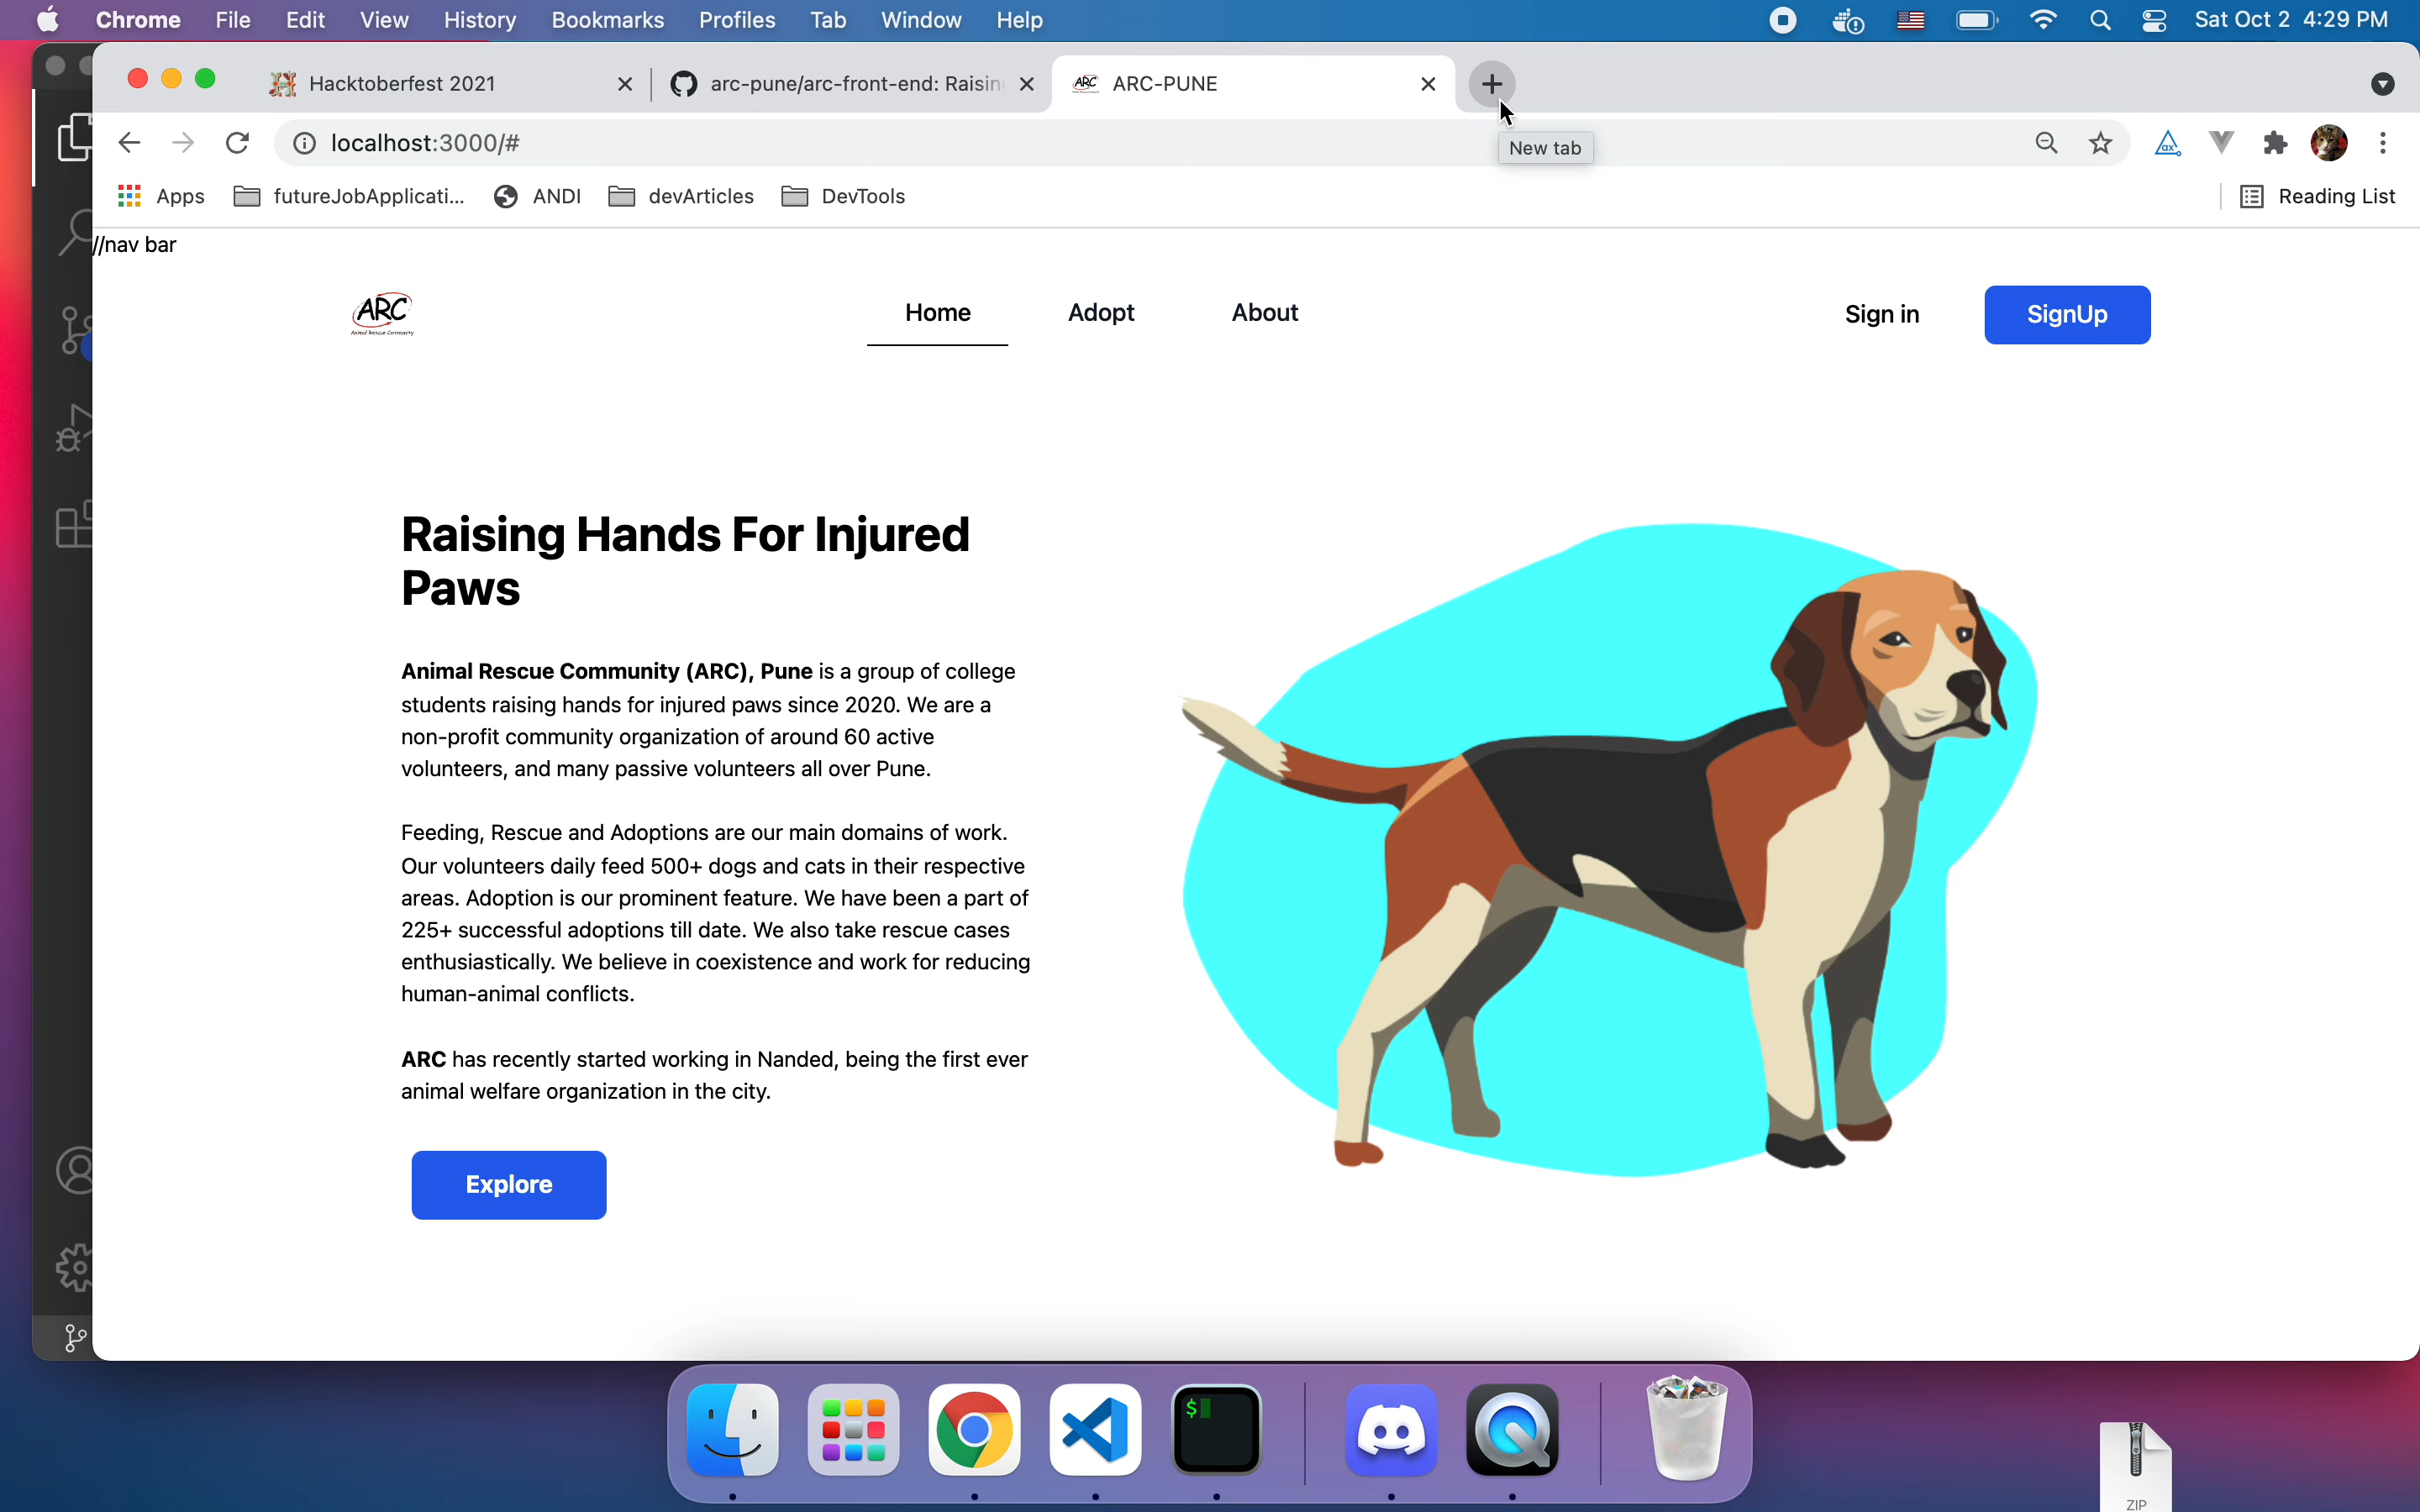 Chrome File Edit View History Bookmarks Profiles Tab Window Help Sat Oct 2 4:29 PM
Hacktoberfest 2021 arc-pune/arc-front-end: Raisin ARC ARC-PUNE
localhost:3000/# New tab
Apps futureJobApplicati... ANDI devArticles DevTools Reading List
//nav bar
ARC Home Adopt About Sign in SignUp
Animal Rescue Community
Raising Hands For Injured
Paws
Animal Rescue Community (ARC), Pune is a group of college
students raising hands for injured paws since 2020. We are a
non-profit community organization of around 60 active
volunteers, and many passive volunteers all over Pune.
Feeding, Rescue and Adoptions are our main domains of work.
Our volunteers daily feed 500+ dogs and cats in their respective
areas. Adoption is our prominent feature. We have been a part of
225+ successful adoptions till date. We also take rescue cases
enthusiastically. We believe in coexistence and work for reducing
human-animal conflicts.
ARC has recently started working in Nanded, being the first ever
animal welfare organization in the city.
Explore
$
ZIP